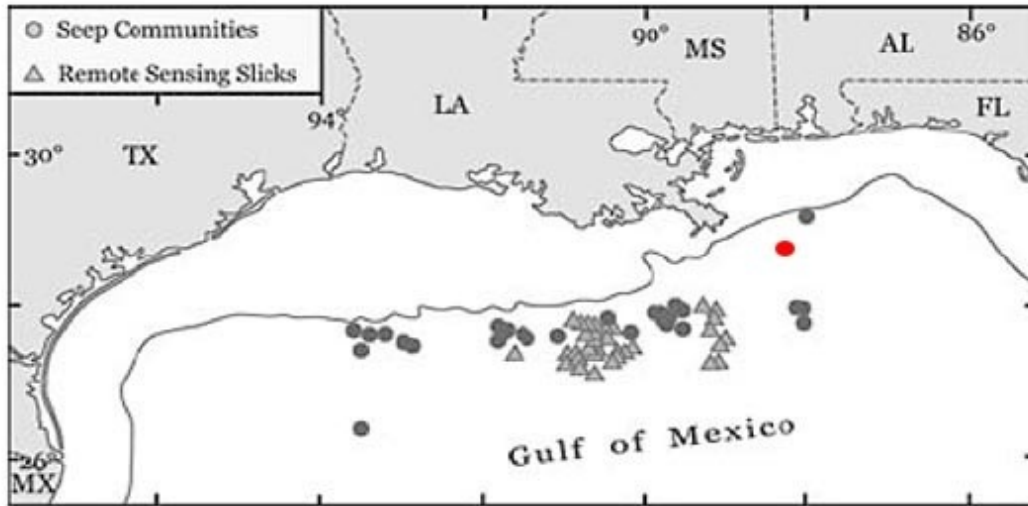 Seep Communities
Remote Sensing Slicks
90°
86°
MS
AL
LA
FL
94°
30°
TX
Gulf of Mexico
26°
MX